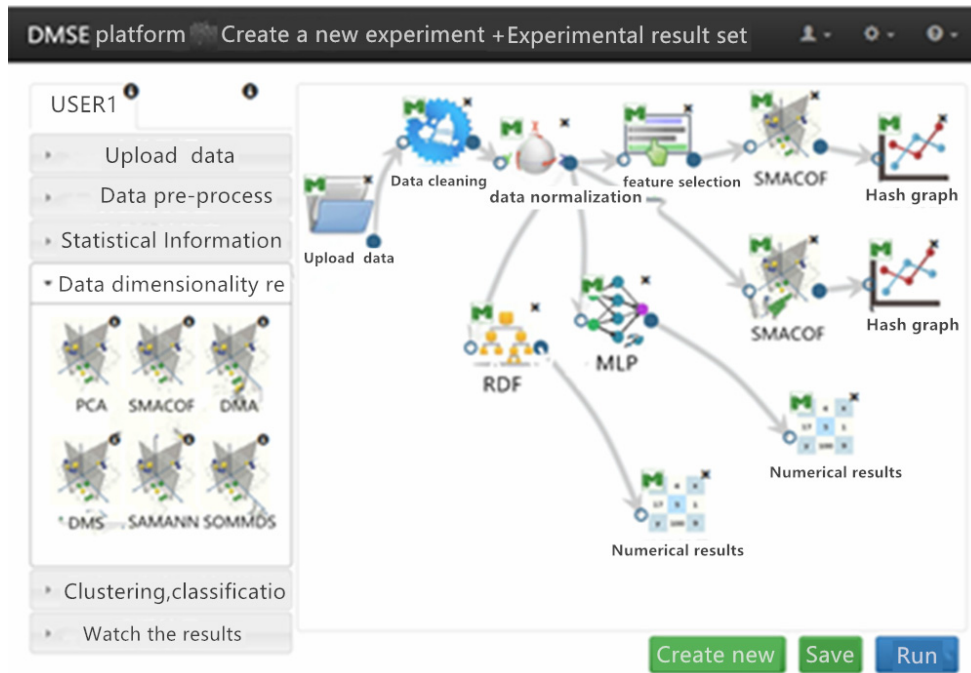 DMSE platform Create a new experiment +Experimental result set
USER1
Upload data
Data pre-process
Statistical Information
Data dimensionality re
PCA SMACOF DMA
DMS SAMANN SOMMDS
Clustering,classificatio
Watch the results
Upload data
Data cleaning
data normalization
feature selection
SMACOF
Hash graph
SMACOF
Hash graph
RDF
MLP
Numerical results
Numerical results
Create new
Save
Run